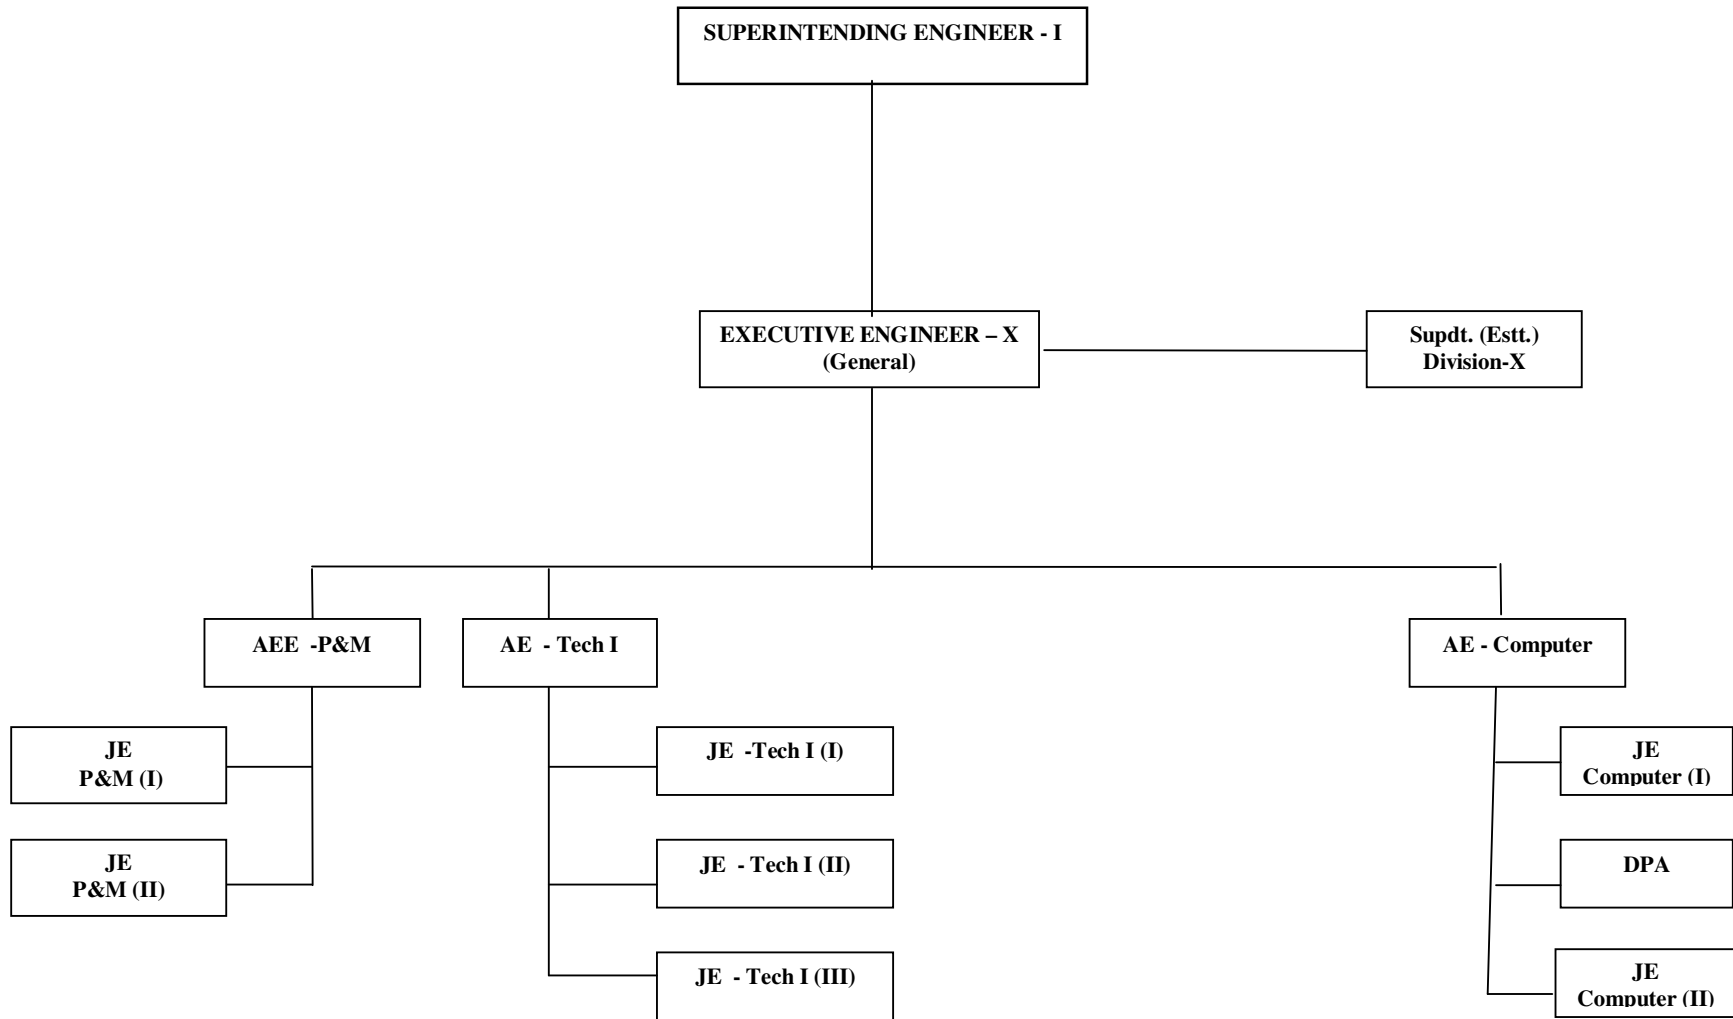 SUPERINTENDING ENGINEER - I
EXECUTIVE ENGINEER – X
(General)
Supdt. (Estt.)
Division-X
AEE -P&M
AE - Tech I
AE - Computer
JE
P&M (I)
JE -Tech I (I)
JE
Computer (I)
JE
P&M (II)
JE - Tech I (II)
DPA
JE - Tech I (III)
JE
Computer (II)